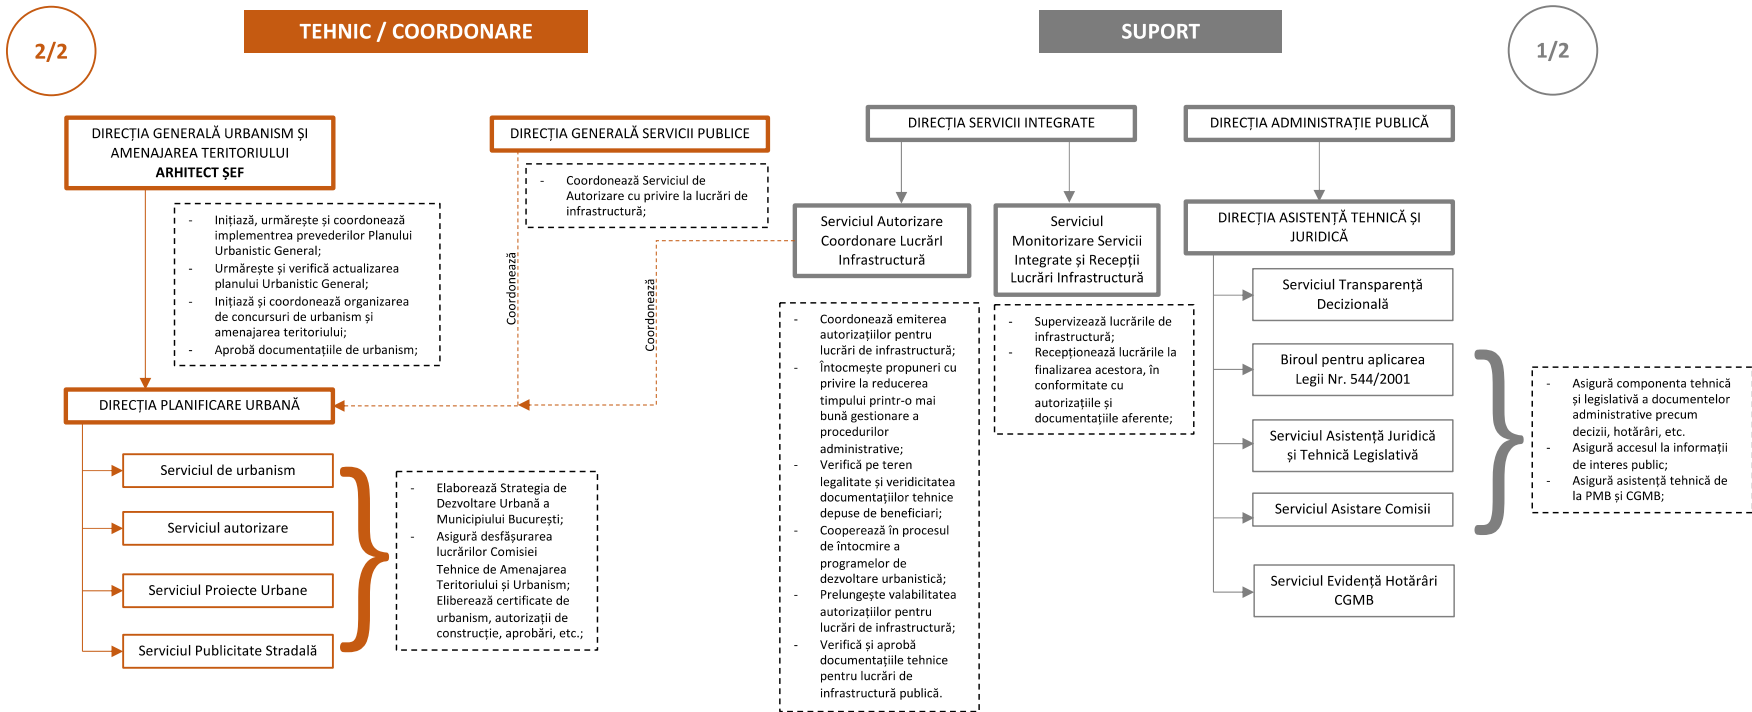 2/2
TEHNIC / COORDONARE
SUPORT
1/2
DIRECȚIA GENERALĂ URBANISM ȘI
AMENAJAREA TERITORIULUI
ARHITECT ȘEF
- Inițiază, urmărește și coordonează
implementrea prevederilor Planului
Urbanistic General;
- Urmărește și verifică actualizarea
planului Urbanistic General;
- Inițiază și coordonează organizarea
de concursuri de urbanism și
amenajarea teritoriului;
- Aprobă documentațiile de urbanism;
DIRECȚIA PLANIFICARE URBANĂ
Serviciul de urbanism
Serviciul autorizare
Serviciul Proiecte Urbane
Serviciul Publicitate Stradală
- Elaborează Strategia de
Dezvoltare Urbană a
Municipiului București;
- Asigură desfășurarea
lucrărilor Comisiei
Tehnice de Amenajarea
Teritoriului și Urbanism;
- Eliberează certificate de
urbanism, autorizații de
construcție, aprobări, etc.;
DIRECȚIA GENERALĂ SERVICII PUBLICE
- Coordonează Serviciul de
Autorizare cu privire la lucrări de
infrastructură;
Coordonează
Coordonează
DIRECȚIA SERVICII INTEGRATE
Serviciul Autorizare
Coordonare LucrărI
Infrastructură
- Coordonează emiterea
autorizațiilor pentru
lucrări de infrastructură;
- Întocmește propuneri cu
privire la reducerea
timpului printr-o mai
bună gestionare a
procedurilor
administrative;
- Verifică pe teren
legalitate și veridicitatea
documentațiilor tehnice
depuse de beneficiari;
- Cooperează în procesul
de întocmire a
programelor de
dezvoltare urbanistică;
- Prelungește valabilitatea
autorizațiilor pentru
lucrări de infrastructură;
- Verifică și aprobă
documentațiile tehnice
pentru lucrări de
infrastructură publică.
Serviciul
Monitorizare Servicii
Integrate și Recepții
Lucrări Infrastructură
- Supervizează lucrările de
infrastructură;
- Recepționează lucrările la
finalizarea acestora, în
conformitate cu
autorizațiile și
documentațiile aferente;
DIRECȚIA ADMINISTRAȚIE PUBLICĂ
DIRECȚIA ASISTENȚĂ TEHNICĂ ȘI
JURIDICĂ
Serviciul Transparență
Decizională
Biroul pentru aplicarea
Legii Nr. 544/2001
Serviciul Asistență Juridică
și Tehnică Legislativă
Serviciul Asistare Comisii
Serviciul Evidență Hotărâri
CGMB
- Asigură componenta tehnică
și legislativă a documentelor
administrative precum
decizii, hotărâri, etc.
- Asigură accesul la informații
de interes public;
- Asigură asistență tehnică de
la PMB și CGMB;